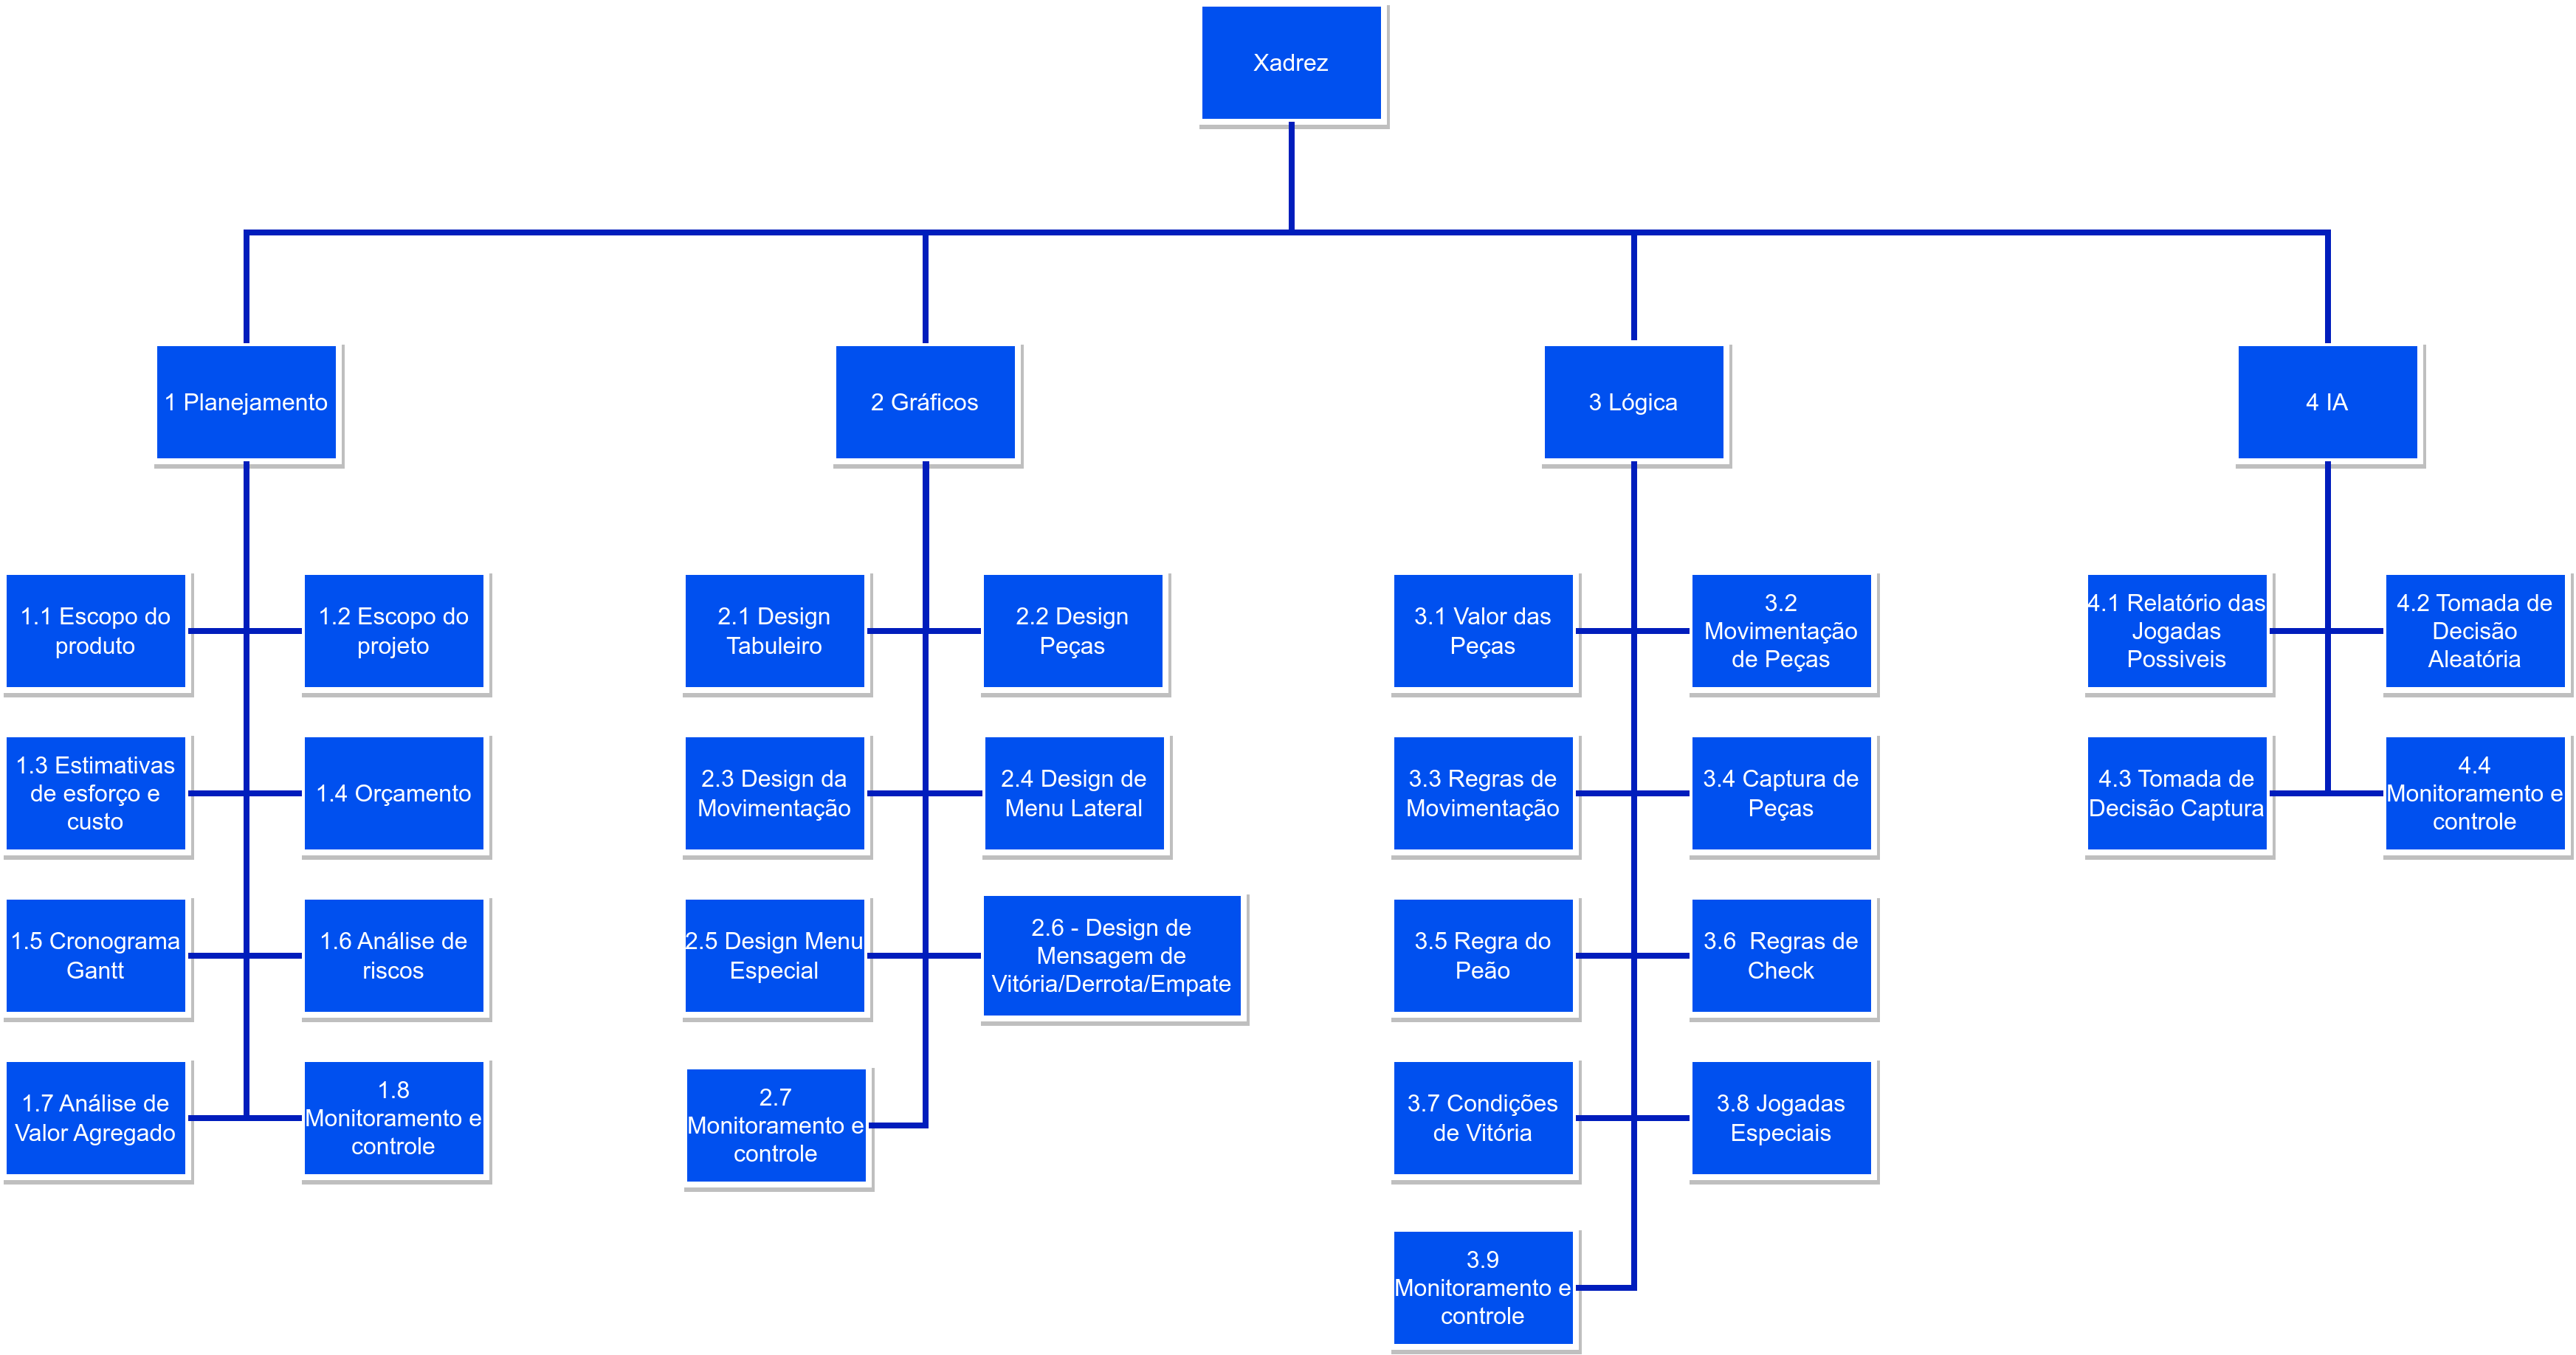 Xadrez
1 Planejamento
2 Gráficos
3 Lógica
4 IA
1.1 Escopo do
produto
1.2 Escopo do
projeto
1.3 Estimativas
de esforço e
custo
1.4 Orçamento
1.5 Cronograma
Gantt
1.6 Análise de
riscos
1.7 Análise de
Valor Agregado
1.8
Monitoramento e
controle
2.1 Design
Tabuleiro
2.2 Design
Peças
2.3 Design da
Movimentação
2.4 Design de
Menu Lateral
2.5 Design Menu
Especial
2.6 - Design de
Mensagem de
Vitória/Derrota/Empate
2.7
Monitoramento e
controle
3.1 Valor das
Peças
3.2
Movimentação
de Peças
3.3 Regras de
Movimentação
3.4 Captura de
Peças
3.5 Regra do
Peão
3.6  Regras de
Check
3.7 Condições
de Vitória
3.8 Jogadas
Especiais
3.9
Monitoramento e
controle
4.1 Relatório das
Jogadas
Possiveis
4.2 Tomada de
Decisão
Aleatória
4.3 Tomada de
Decisão Captura
4.4
Monitoramento e
controle